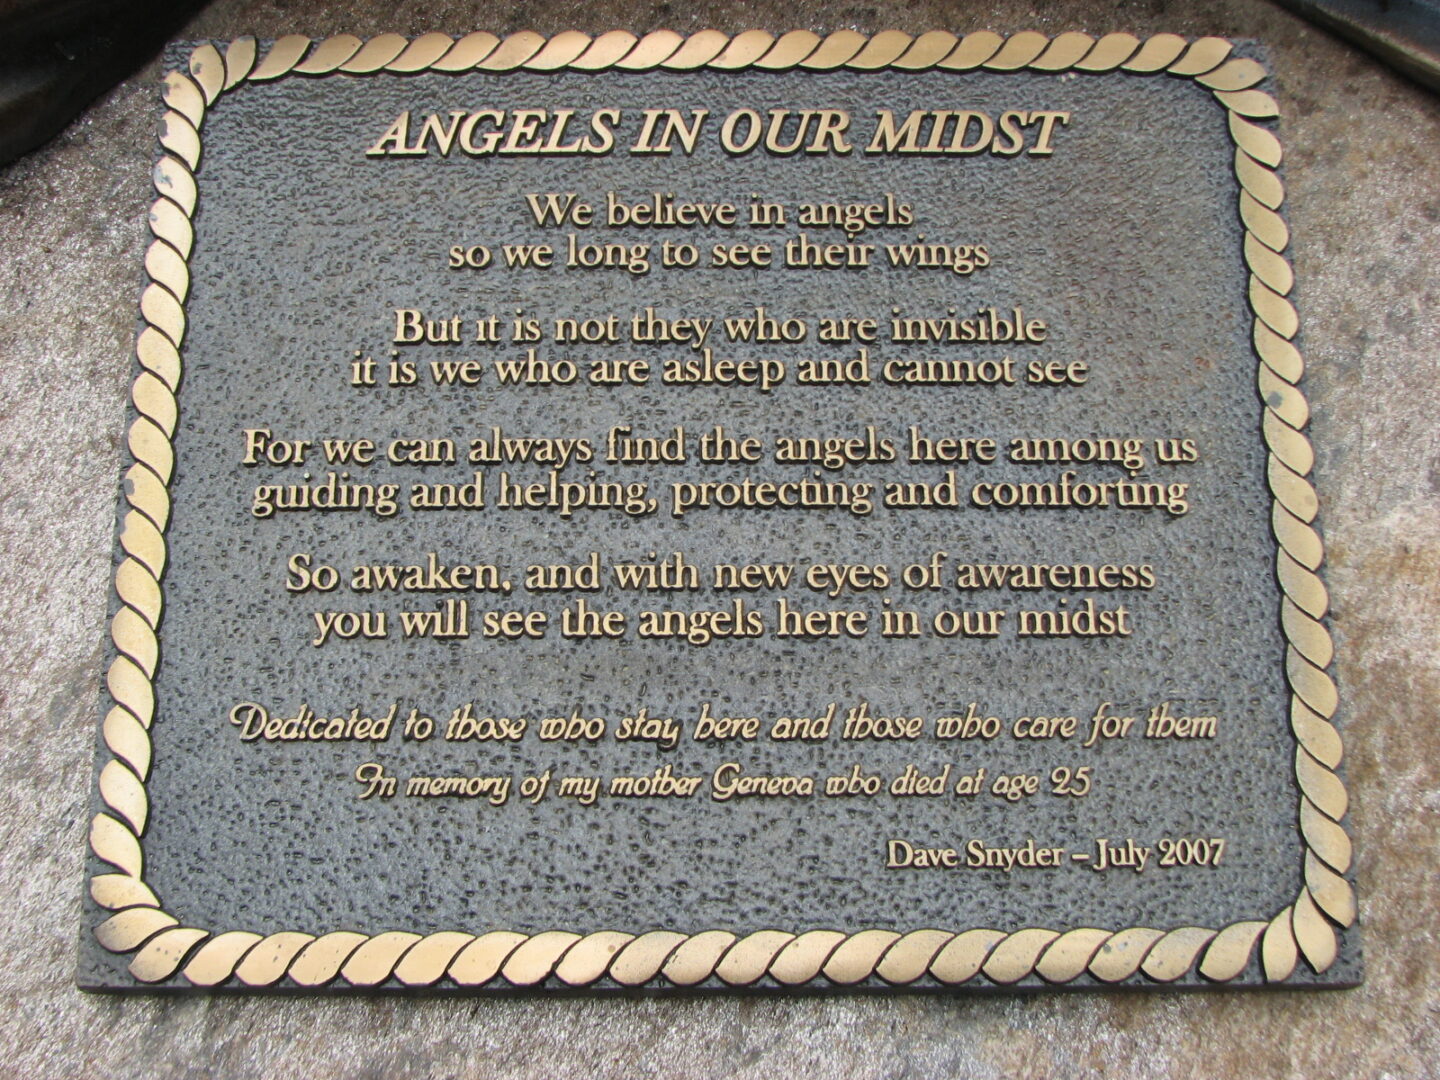 ANGELS IN OUR MIDST
We believe in angels
so we long to see their wings
But it is not they who are invisible
it is we who are asleep and cannot see
For we can always find the angels here among us
guiding and helping, protecting and comforting
So awaken, and with new eyes of awareness
you will see the angels here in our midst
Dedicated to those who stay here and those who care for them
In memory of my mother Geneva who died at age 25
Dave Snyder – July 2007